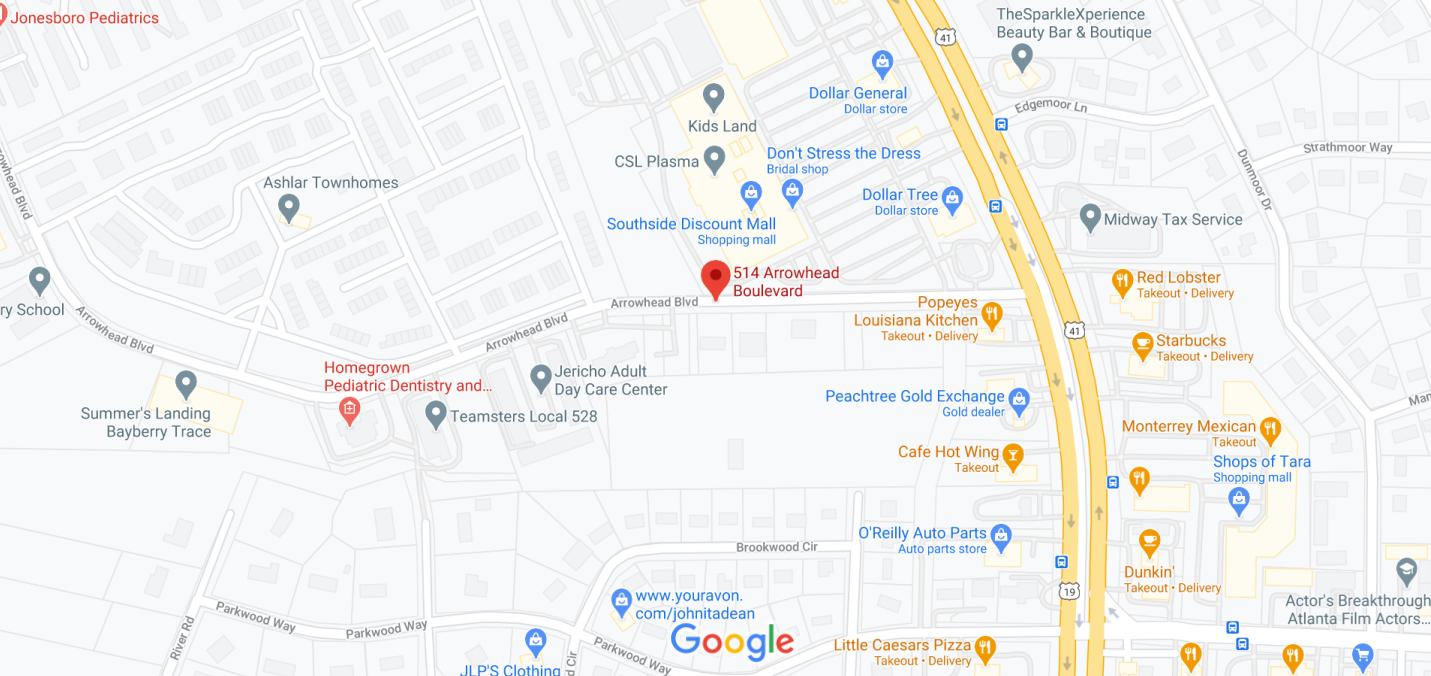 Jonesboro Pediatrics
TheSparkleXperience
Beauty Bar & Boutique
41
Dollar General
Dollar store
Edgemoor Ln
Kids Land
CSL Plasma
Don't Stress the Dress
Bridal shop
Strathmoor Way
Dunmoor Dr
Arrowhead Blvd
Ashlar Townhomes
Dollar Tree
Dollar store
Southside Discount Mall
Shopping mall
Midway Tax Service
514 Arrowhead
Boulevard
Red Lobster
Takeout • Delivery
ry School
Arrowhead Blvd
Arrowhead Blvd
Arrowhead Blvd
Popeyes
Louisiana Kitchen
Takeout • Delivery
41
Starbucks
Takeout • Delivery
Homegrown
Pediatric Dentistry and...
Jericho Adult
Day Care Center
Peachtree Gold Exchange
Gold dealer
Summer's Landing
Bayberry Trace
Teamsters Local 528
Man
Monterrey Mexican
Takeout
Cafe Hot Wing
Takeout
Shops of Tara
Shopping mall
O'Reilly Auto Parts
Auto parts store
Brookwood Cir
Dunkin'
Takeout • Delivery
19
www.youravon.
com/johnitadean
Actor's Breakthrough
Atlanta Film Actors...
Parkwood Way
Parkwood Way
Parkwood Way
River Rd
Google
Little Caesars Pizza
Takeout • Delivery
JLP'S Clothing
d Cir